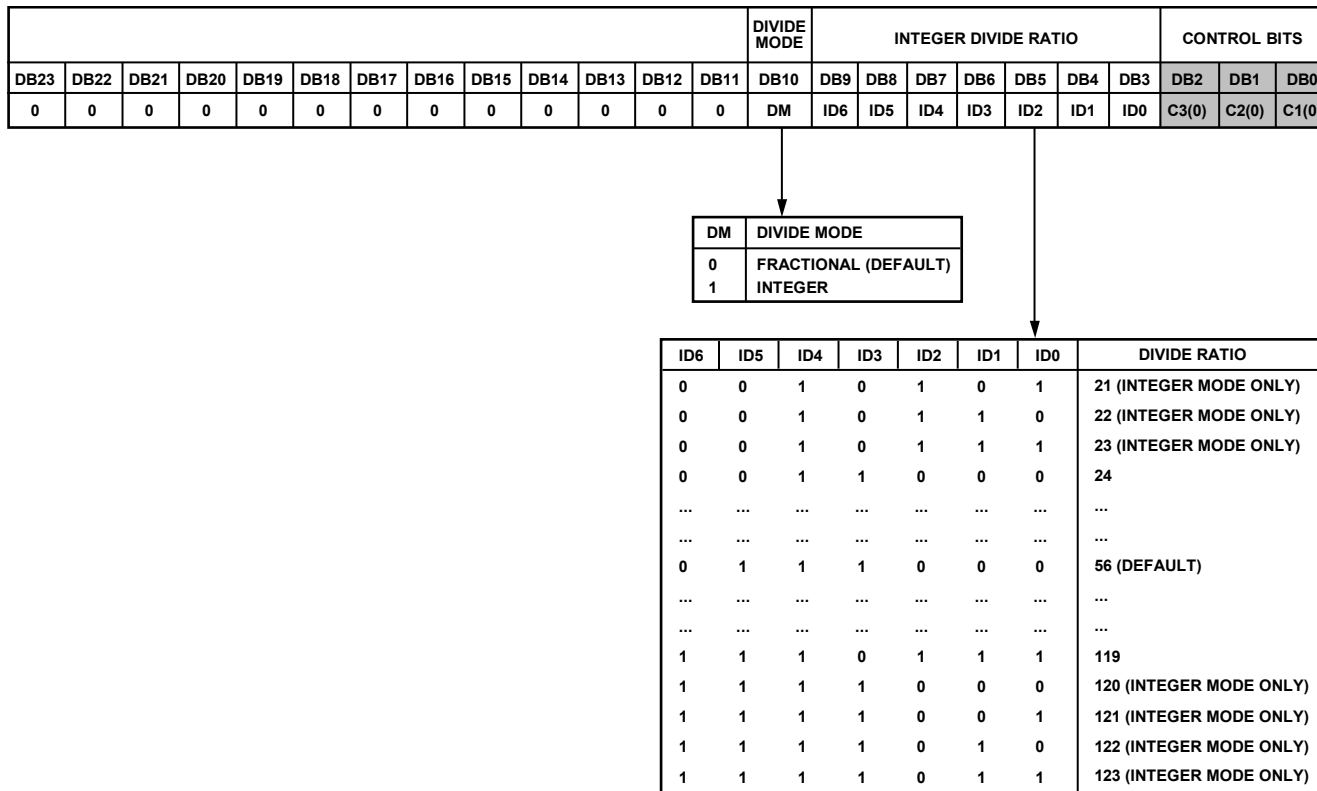 DIVIDE MODE INTEGER DIVIDE RATIO CONTROL BITS
DB23 DB22 DB21 DB20 DB19 DB18 DB17 DB16 DB15 DB14 DB13 DB12 DB11 DB10 DB9 DB8 DB7 DB6 DB5 DB4 DB3 DB2 DB1 DB0
0 0 0 0 0 0 0 0 0 0 0 0 0 DM ID6 ID5 ID4 ID3 ID2 ID1 ID0 C3(0) C2(0) C1(0
DM DIVIDE MODE
0 FRACTIONAL (DEFAULT)
1 INTEGER
ID6 ID5 ID4 ID3 ID2 ID1 ID0 DIVIDE RATIO
0 0 1 0 1 0 1 21 (INTEGER MODE ONLY)
0 0 1 0 1 1 0 22 (INTEGER MODE ONLY)
0 0 1 0 1 1 1 23 (INTEGER MODE ONLY)
0 0 1 1 0 0 0 24
... ... ... ... ... ... ... ...
... ... ... ... ... ... ... ...
0 1 1 1 0 0 0 56 (DEFAULT)
... ... ... ... ... ... ... ...
... ... ... ... ... ... ... ...
1 1 1 0 1 1 1 119
1 1 1 1 0 0 0 120 (INTEGER MODE ONLY)
1 1 1 1 0 0 1 121 (INTEGER MODE ONLY)
1 1 1 1 0 1 0 122 (INTEGER MODE ONLY)
1 1 1 1 0 1 1 123 (INTEGER MODE ONLY)